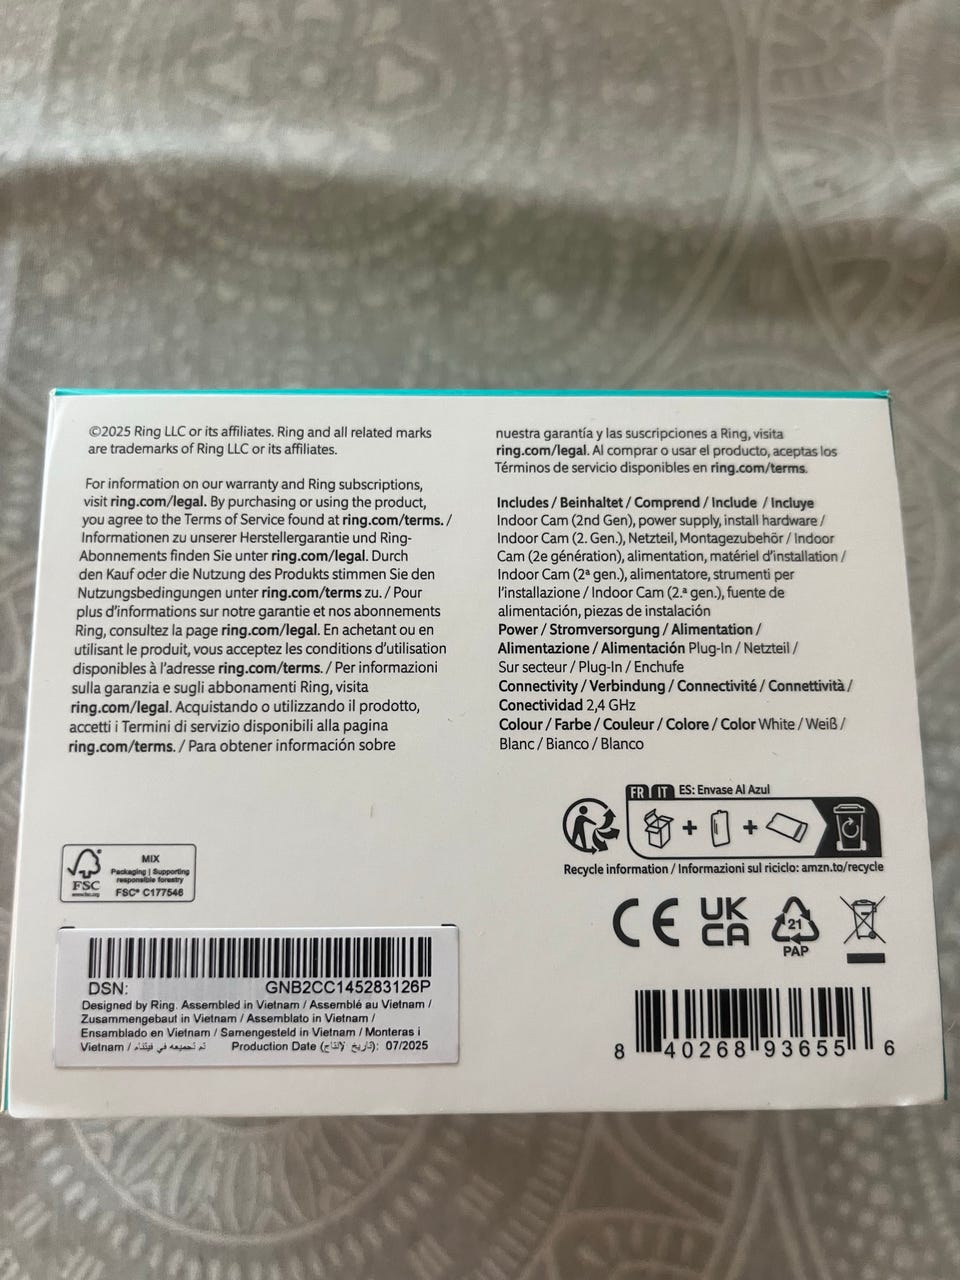 ©2025 Ring LLC or its affiliates. Ring and all related marks
are trademarks of Ring LLC or its affiliates.
For information on our warranty and Ring subscriptions,
visit ring.com/legal. By purchasing or using the product,
you agree to the Terms of Service found at ring.com/terms. /
Informationen zu unserer Herstellergarantie und Ring-
Abonnements finden Sie unter ring.com/legal. Durch
den Kauf oder die Nutzung des Produkts stimmen Sie den
Nutzungsbedingungen unter ring.com/terms zu. / Pour
plus d'informations sur notre garantie et nos abonnements
Ring, consultez la page ring.com/legal. En achetant ou en
utilisant le produit, vous acceptez les conditions d'utilisation
disponibles à l'adresse ring.com/terms. / Per informazioni
sulla garanzia e sugli abbonamenti Ring, visita
ring.com/legal. Acquistando o utilizzando il prodotto,
accetti i Termini di servizio disponibili alla pagina
ring.com/terms. / Para obtener información sobre
nuestra garantía y las suscripciones a Ring, visita
ring.com/legal. Al comprar o usar el producto, aceptas los
Términos de servicio disponibles en ring.com/terms.
Includes / Beinhaltet / Comprend / Include / Incluye
Indoor Cam (2nd Gen), power supply, install hardware /
Indoor Cam (2. Gen.), Netzteil, Montagezubehör / Indoor
Cam (2e génération), alimentation, matériel d'installation /
Indoor Cam (2ª gen.), alimentatore, strumenti per
l'installazione / Indoor Cam (2.ª gen.), fuente de
alimentación, piezas de instalación
Power / Stromversorgung / Alimentation /
Alimentazione / Alimentación Plug-In / Netzteil /
Sur secteur / Plug-In / Enchufe
Connectivity / Verbindung / Connectivité / Connettività /
Conectividad 2,4 GHz
Colour / Farbe / Couleur / Colore / Color White / Weiß /
Blanc / Bianco / Blanco
FR IT ES: Envase Al Azul
Recycle information / Informazioni sul riciclo: amzn.to/recycle
FSC
www.fsc.org
MIX
Packaging | Supporting
responsible forestry
FSC® C177546
CE UK CA
21
PAP
DSN: GNB2CC145283126P
Designed by Ring. Assembled in Vietnam / Assemblé au Vietnam /
Zusammengebaut in Vietnam / Assemblato in Vietnam /
Ensamblado en Vietnam / Samengesteld in Vietnam / Monteras i
Vietnam / تم تجميعه في فيتنام Production Date (تاريخ الإنتاج): 07/2025
8 40268 93655 6